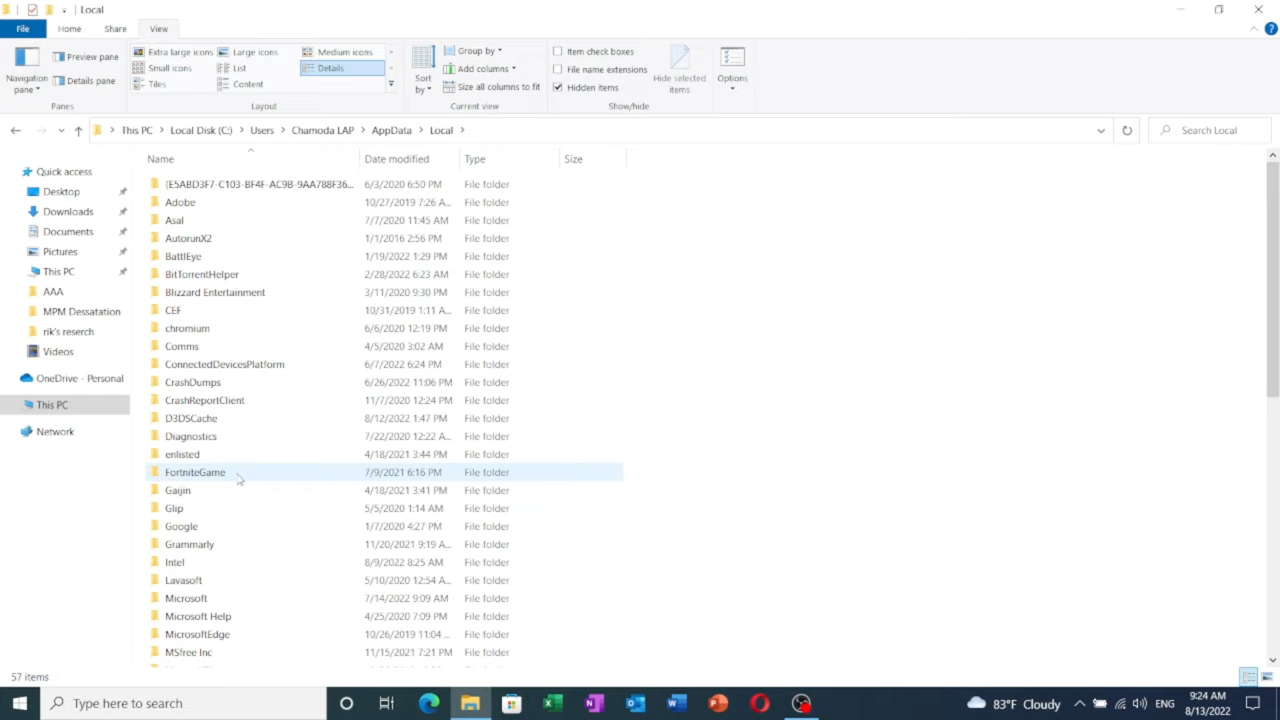 Local
File Home Share View
Preview pane
Details pane
Navigation pane
Panes
Extra large icons Large icons Medium icons
Small icons List Details
Tiles Content
Layout
Sort by
Group by
Add columns
Size all columns to fit
Current view
Item check boxes
File name extensions
Hidden items
Hide selected items
Show/hide
Options
This PC Local Disk (C:) Users Chamoda LAP AppData Local
Search Local
Quick access
Desktop
Downloads
Documents
Pictures
This PC
AAA
MPM Dessatation
rik's reserch
Videos
OneDrive - Personal
This PC
Network
Name Date modified Type Size
{E5ABD3F7-C103-BF4F-AC9B-9AA788F36... 6/3/2020 6:50 PM File folder
Adobe 10/27/2019 7:26 A... File folder
Asal 7/7/2020 11:45 AM File folder
AutorunX2 1/1/2016 2:56 PM File folder
BattlEye 1/19/2022 1:29 PM File folder
BitTorrentHelper 2/28/2022 6:23 AM File folder
Blizzard Entertainment 3/11/2020 9:30 PM File folder
CEF 10/31/2019 1:11 A... File folder
chromium 6/6/2020 12:19 PM File folder
Comms 4/5/2020 3:02 AM File folder
ConnectedDevicesPlatform 6/7/2022 6:24 PM File folder
CrashDumps 6/26/2022 11:06 PM File folder
CrashReportClient 11/7/2020 12:24 PM File folder
D3DSCache 8/12/2022 1:47 PM File folder
Diagnostics 7/22/2020 12:22 A... File folder
enlisted 4/18/2021 3:44 PM File folder
FortniteGame 7/9/2021 6:16 PM File folder
Gaijin 4/18/2021 3:41 PM File folder
Glip 5/5/2020 1:14 AM File folder
Google 1/7/2020 4:27 PM File folder
Grammarly 11/20/2021 9:19 A... File folder
Intel 8/9/2022 8:25 AM File folder
Lavasoft 5/10/2020 12:54 A... File folder
Microsoft 7/14/2022 9:09 AM File folder
Microsoft Help 4/25/2020 7:09 PM File folder
MicrosoftEdge 10/26/2019 11:04 ... File folder
MSfree Inc 11/15/2021 7:21 PM File folder
57 items
Type here to search
83°F Cloudy
ENG
9:24 AM
8/13/2022